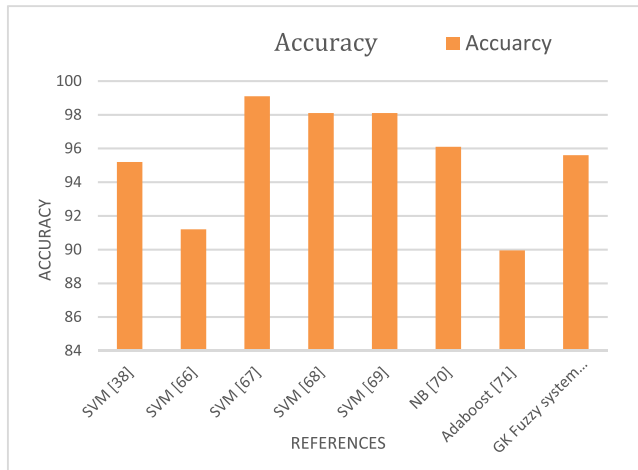 Accuracy
Accuarcy
100
98
96
94
92
90
88
86
84
ACCURACY
SVM [38]
SVM [66]
SVM [67]
SVM [68]
SVM [69]
NB [70]
Adaboost [71]
GK Fuzzy system...
REFERENCES